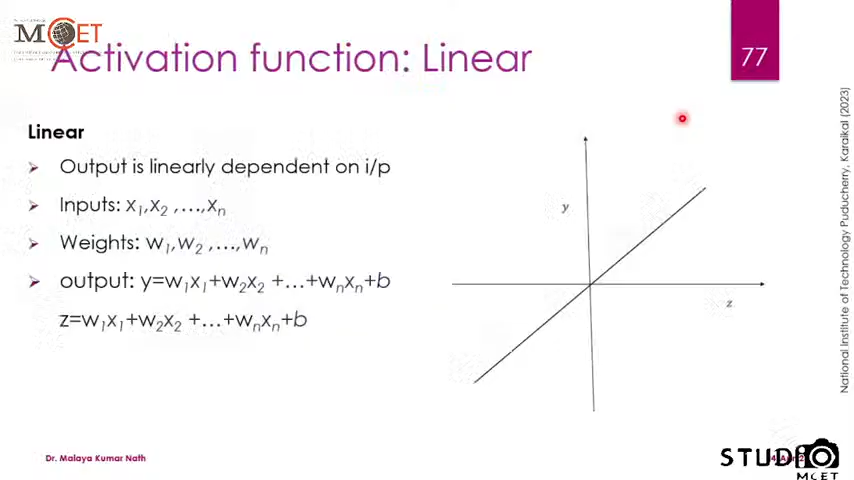 MCET
Activation function: Linear
77
Linear
Output is linearly dependent on i/p
Inputs: x1,x2 ,…,xn
Weights: w1,w2 ,…,wn
output: y=w1x1+w2x2 +…+wnxn+b
z=w1x1+w2x2 +…+wnxn+b
y
z
National Institute of Technology Puducherry, Karaikal (2023)
Dr. Malaya Kumar Nath
STUDIO
MCET